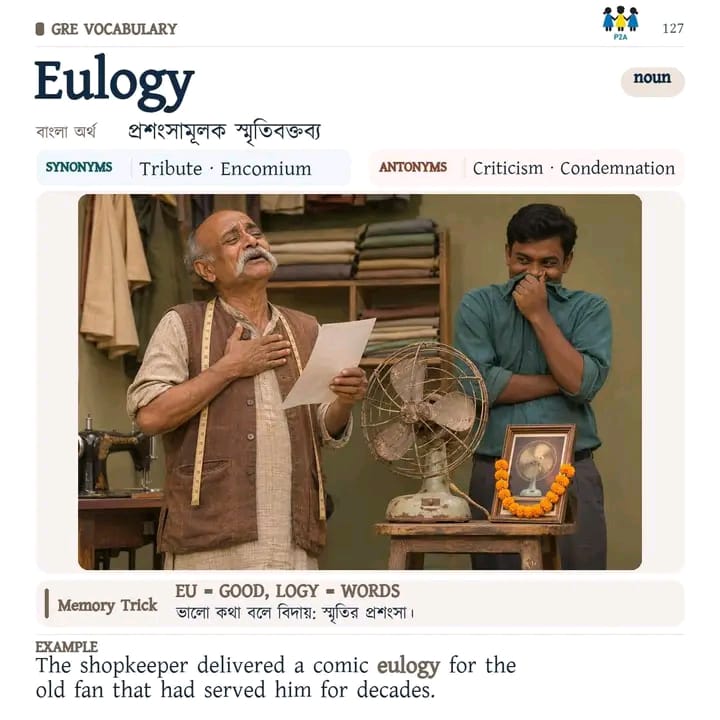 GRE VOCABULARY
P2A
127
Eulogy
noun
বাংলা অর্থ প্রশংসামূলক স্মৃতিবক্তব্য
SYNONYMS Tribute · Encomium
ANTONYMS Criticism · Condemnation
Memory Trick
EU = GOOD, LOGY = WORDS
ভালো কথা বলে বিদায়: স্মৃতির প্রশংসা।
EXAMPLE
The shopkeeper delivered a comic eulogy for the
old fan that had served him for decades.